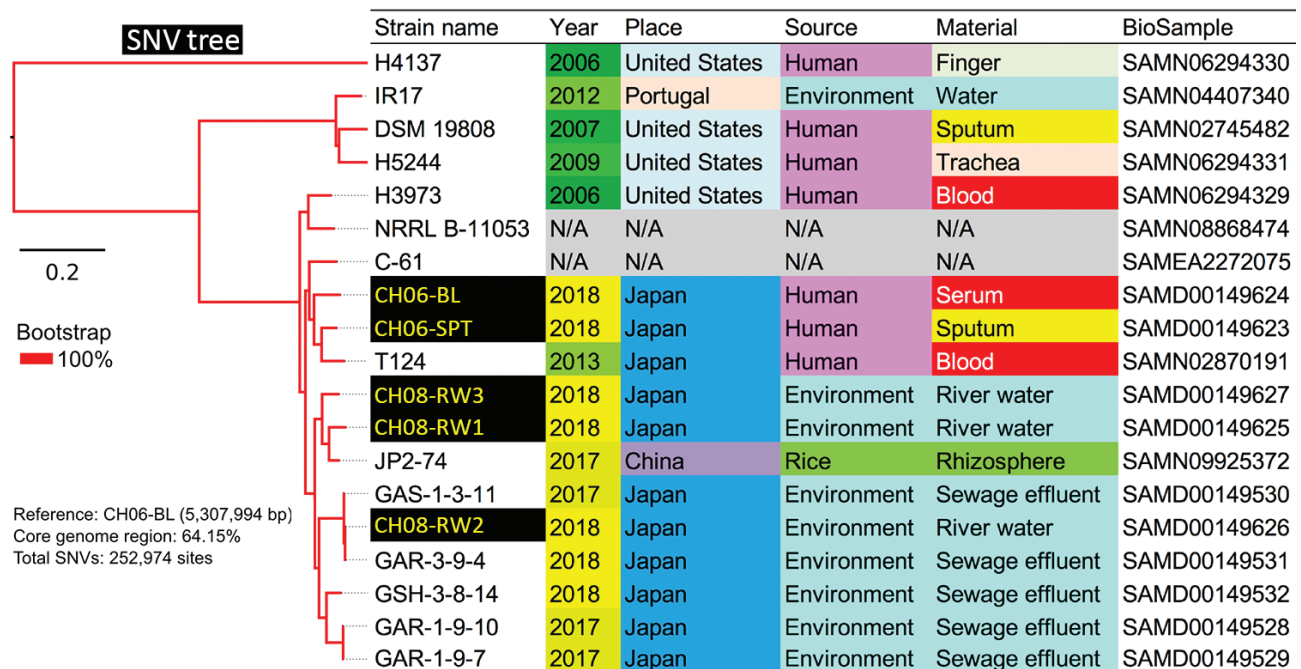 SNV tree
Strain name Year Place Source Material BioSample
H4137 2006 United States Human Finger SAMN06294330
IR17 2012 Portugal Environment Water SAMN04407340
DSM 19808 2007 United States Human Sputum SAMN02745482
H5244 2009 United States Human Trachea SAMN06294331
H3973 2006 United States Human Blood SAMN06294329
NRRL B-11053 N/A N/A N/A N/A SAMN08868474
C-61 N/A N/A N/A N/A SAMEA2272075
CH06-BL 2018 Japan Human Serum SAMD00149624
CH06-SPT 2018 Japan Human Sputum SAMD00149623
T124 2013 Japan Human Blood SAMN02870191
CH08-RW3 2018 Japan Environment River water SAMD00149627
CH08-RW1 2018 Japan Environment River water SAMD00149625
JP2-74 2017 China Rice Rhizosphere SAMN09925372
GAS-1-3-11 2017 Japan Environment Sewage effluent SAMD00149530
CH08-RW2 2018 Japan Environment River water SAMD00149626
GAR-3-9-4 2018 Japan Environment Sewage effluent SAMD00149531
GSH-3-8-14 2018 Japan Environment Sewage effluent SAMD00149532
GAR-1-9-10 2017 Japan Environment Sewage effluent SAMD00149528
GAR-1-9-7 2017 Japan Environment Sewage effluent SAMD00149529
0.2
Bootstrap
100%
Reference: CH06-BL (5,307,994 bp)
Core genome region: 64.15%
Total SNVs: 252,974 sites